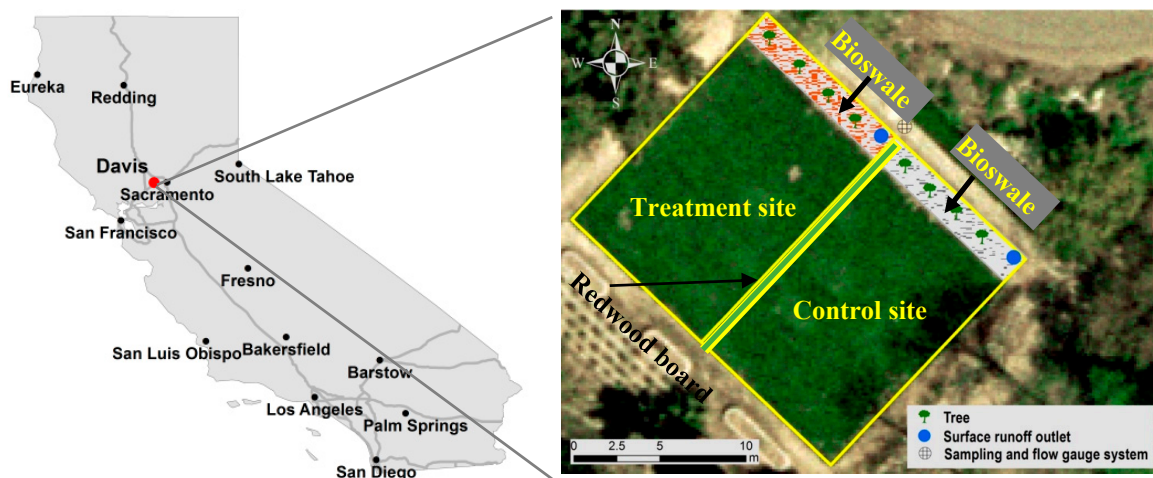 Eureka
Redding
Davis
Sacramento
South Lake Tahoe
San Francisco
Fresno
San Luis Obispo
Bakersfield
Barstow
Los Angeles
Palm Springs
San Diego
N
W E
S
Bioswale
Bioswale
Treatment site
Control site
Redwood board
0 2.5 5 10
m
Tree
Surface runoff outlet
Sampling and flow gauge system